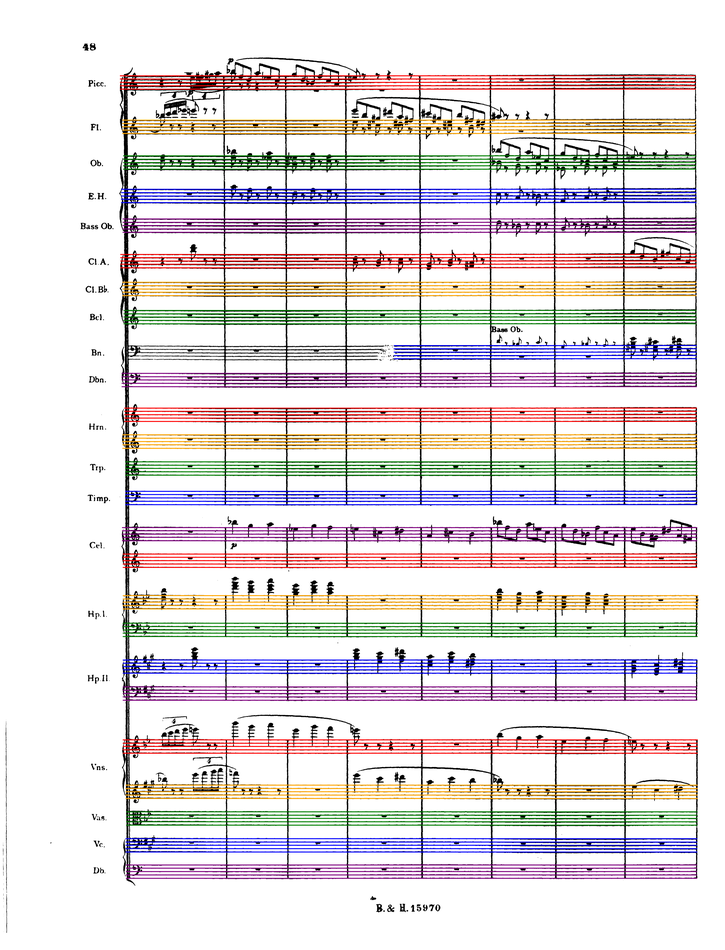 48
Picc.
Fl.
Ob.
E.H.
Bass Ob.
Cl.A.
Cl.B♭.
Bcl.
Bass Ob.
Bn.
Dbn.
Hrn.
Trp.
Timp.
Cel.
Hp.I.
Hp.II.
Vns.
Vas.
Vc.
Db.
B. & H. 15970